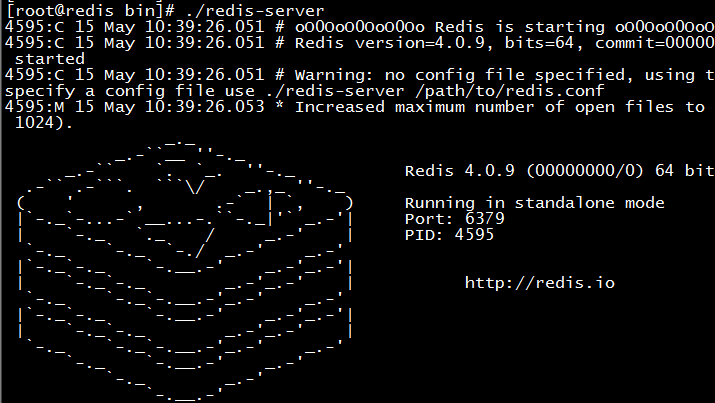 [root@redis bin]# ./redis-server
4595:C 15 May 10:39:26.051 # oO0OoO0OoO0Oo Redis is starting oO0OoO0OoO0O
4595:C 15 May 10:39:26.051 # Redis version=4.0.9, bits=64, commit=00000
started
4595:C 15 May 10:39:26.051 # Warning: no config file specified, using t
specify a config file use ./redis-server /path/to/redis.conf
4595:M 15 May 10:39:26.053 * Increased maximum number of open files to
1024).
Redis 4.0.9 (00000000/0) 64 bit
Running in standalone mode
Port: 6379
PID: 4595
http://redis.io